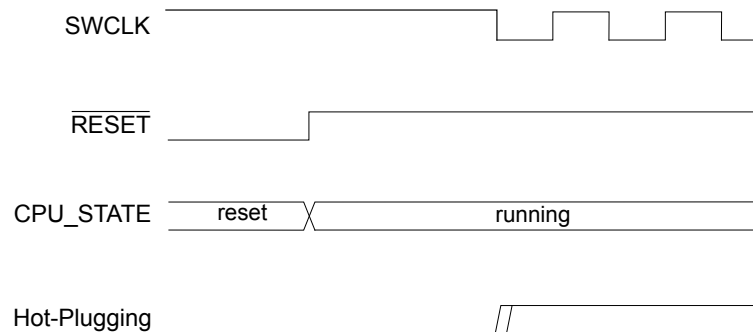 SWCLK
RESET
CPU_STATE reset running
Hot-Plugging